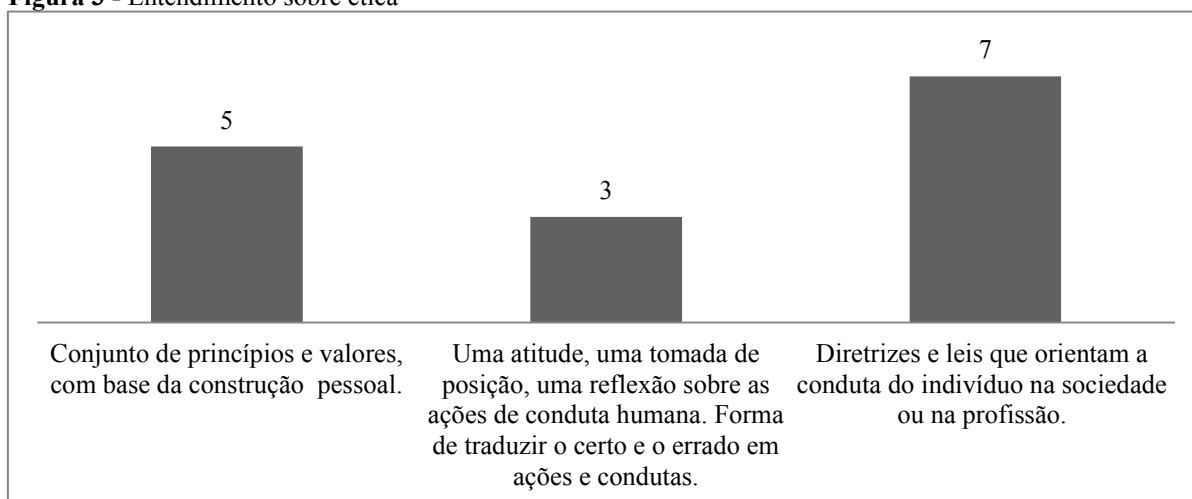 Figura 3 - Entendimento sobre ética
7
5
3
Conjunto de princípios e valores,
com base da construção pessoal.
Uma atitude, uma tomada de
posição, uma reflexão sobre as
ações de conduta humana. Forma
de traduzir o certo e o errado em
ações e condutas.
Diretrizes e leis que orientam a
conduta do indivíduo na sociedade
ou na profissão.